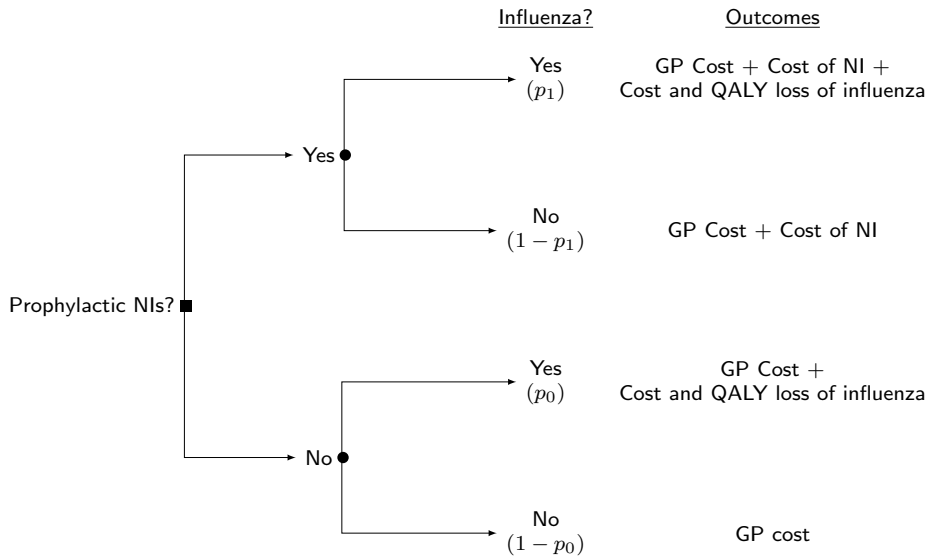 Influenza?
Outcomes
Yes
(p₁)
GP Cost + Cost of NI +
Cost and QALY loss of influenza
Yes
No
(1 − p₁)
GP Cost + Cost of NI
Prophylactic NIs?
Yes
(p₀)
GP Cost +
Cost and QALY loss of influenza
No
No
(1 − p₀)
GP cost